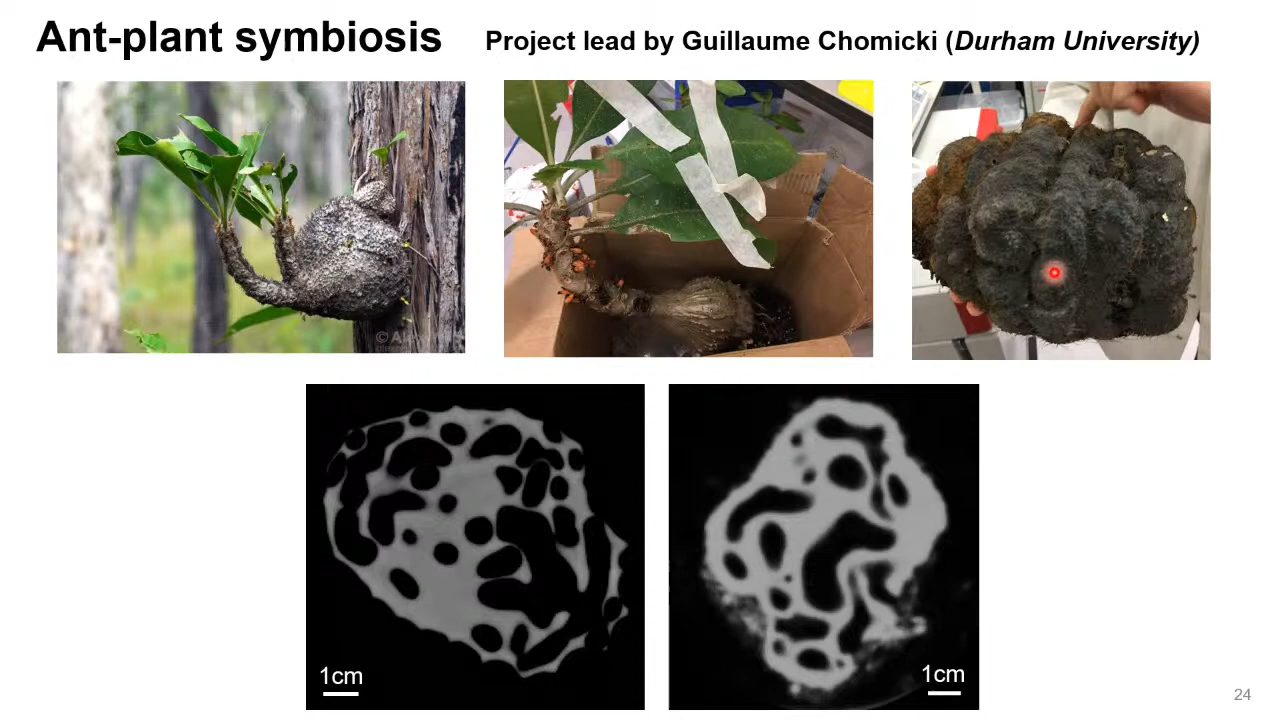 Ant-plant symbiosis
Project lead by Guillaume Chomicki (Durham University)
1cm
1cm
24